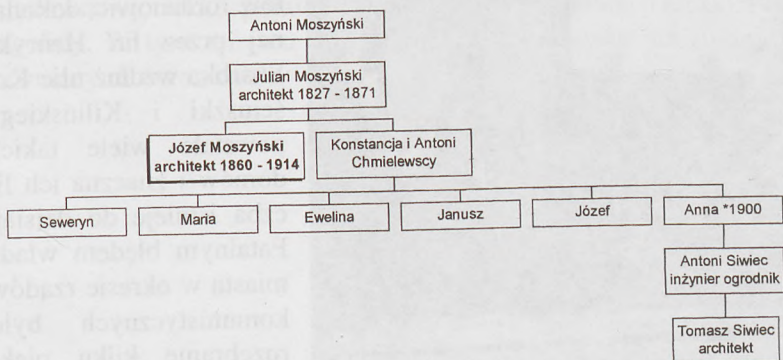 Antoni Moszyński
Julian Moszyński
architekt 1827 - 1871
Józef Moszyński
architekt 1860 - 1914
Konstancja i Antoni
Chmielewscy
Seweryn
Maria
Ewelina
Janusz
Józef
Anna *1900
Antoni Siwiec
inżynier ogrodnik
Tomasz Siwiec
architekt